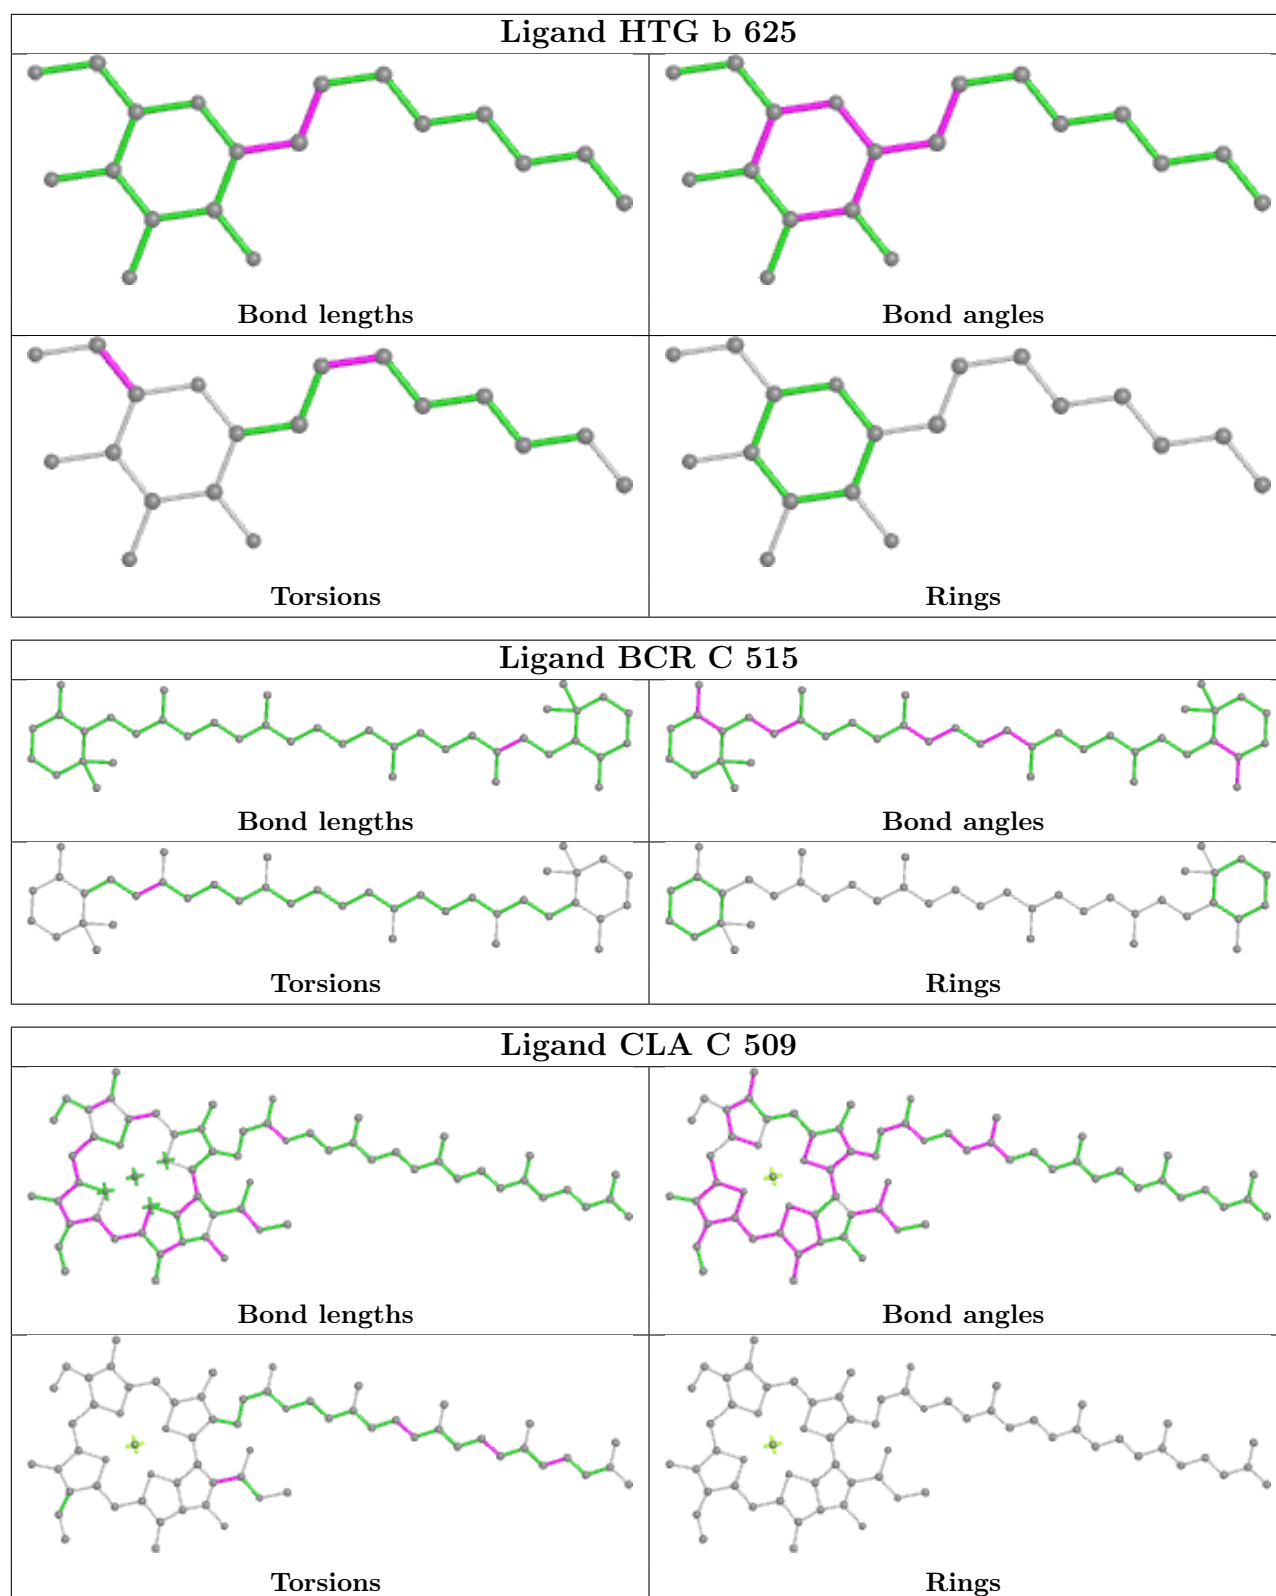 Ligand HTG b 625
Bond lengths
Bond angles
Torsions
Rings
Ligand BCR C 515
Bond lengths
Bond angles
Torsions
Rings
Ligand CLA C 509
Bond lengths
Bond angles
Torsions
Rings